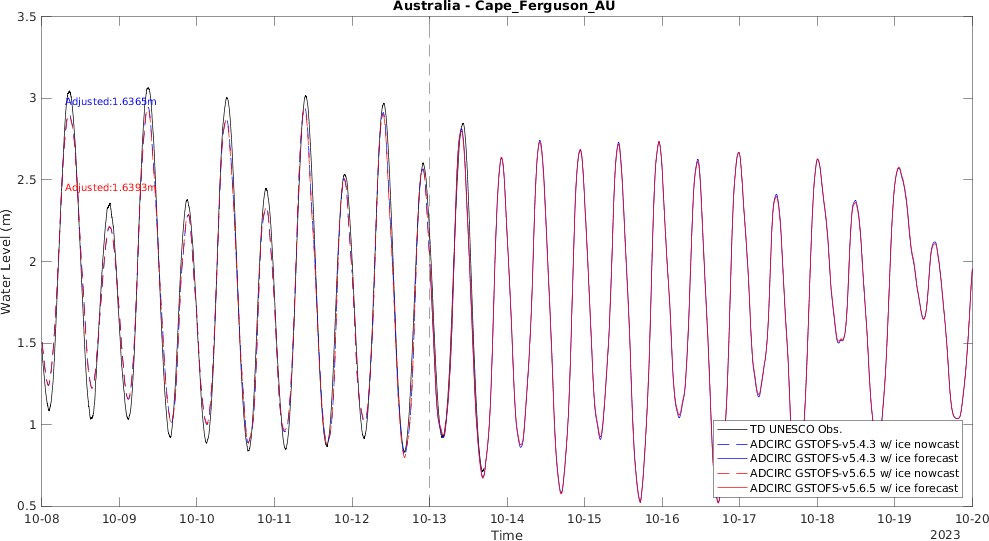 Australia - Cape_Ferguson_AU
3.5
3
2.5
2
1.5
1
0.5
Water Level (m)
Adjusted:1.6365m
Adjusted:1.6393m
TD UNESCO Obs.
ADCIRC GSTOFS-v5.4.3 w/ ice nowcast
ADCIRC GSTOFS-v5.4.3 w/ ice forecast
ADCIRC GSTOFS-v5.6.5 w/ ice nowcast
ADCIRC GSTOFS-v5.6.5 w/ ice forecast
10-08 10-09 10-10 10-11 10-12 10-13 10-14 10-15 10-16 10-17 10-18 10-19 10-20
Time
2023